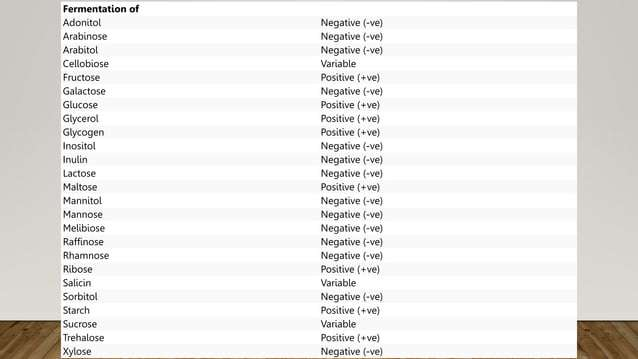 Fermentation of
Adonitol Negative (-ve)
Arabinose Negative (-ve)
Arabitol Negative (-ve)
Cellobiose Variable
Fructose Positive (+ve)
Galactose Negative (-ve)
Glucose Positive (+ve)
Glycerol Positive (+ve)
Glycogen Positive (+ve)
Inositol Negative (-ve)
Inulin Negative (-ve)
Lactose Negative (-ve)
Maltose Positive (+ve)
Mannitol Negative (-ve)
Mannose Negative (-ve)
Melibiose Negative (-ve)
Raffinose Negative (-ve)
Rhamnose Negative (-ve)
Ribose Positive (+ve)
Salicin Variable
Sorbitol Negative (-ve)
Starch Positive (+ve)
Sucrose Variable
Trehalose Positive (+ve)
Xylose Negative (-ve)